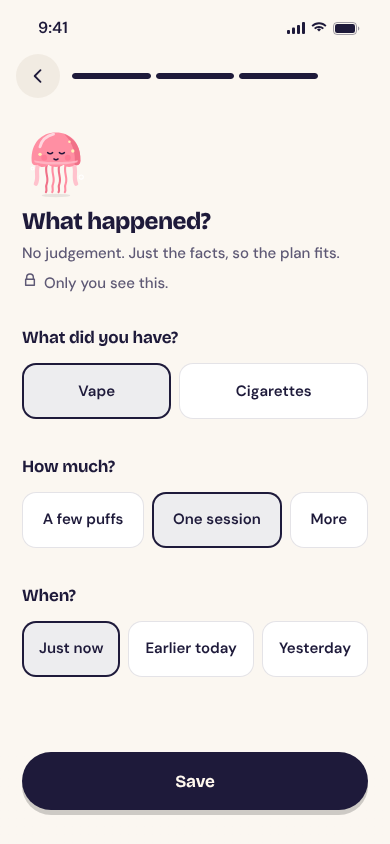 9:41
What happened?
No judgement. Just the facts, so the plan fits.
Only you see this.
What did you have?
Vape
Cigarettes
How much?
A few puffs
One session
More
When?
Just now
Earlier today
Yesterday
Save